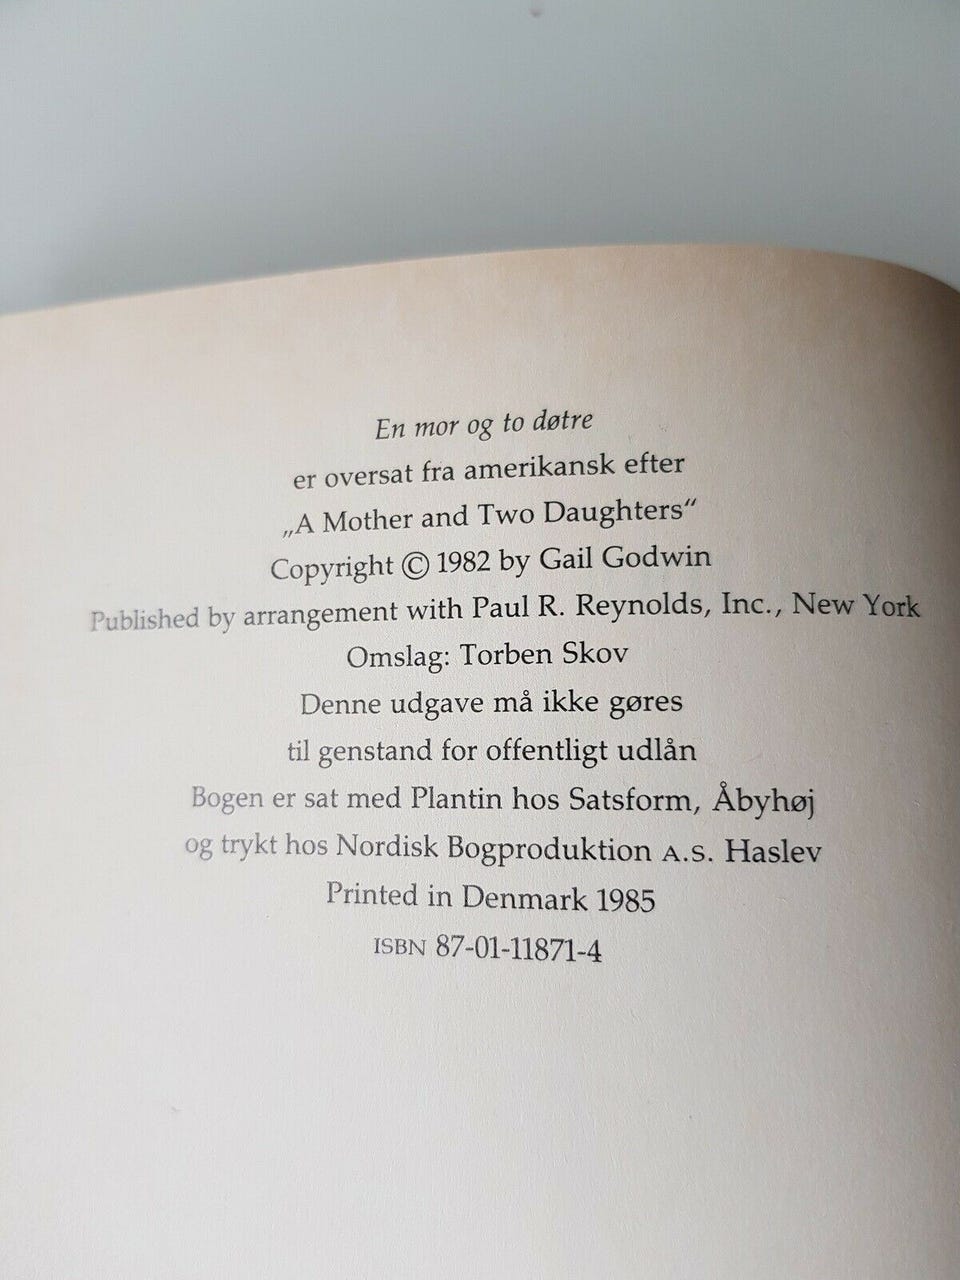 En mor og to døtre
er oversat fra amerikansk efter
„A Mother and Two Daughters“
Copyright © 1982 by Gail Godwin
Published by arrangement with Paul R. Reynolds, Inc., New York
Omslag: Torben Skov
Denne udgave må ikke gøres
til genstand for offentligt udlån
Bogen er sat med Plantin hos Satsform, Åbyhøj
og trykt hos Nordisk Bogproduktion A.S. Haslev
Printed in Denmark 1985
ISBN 87-01-11871-4